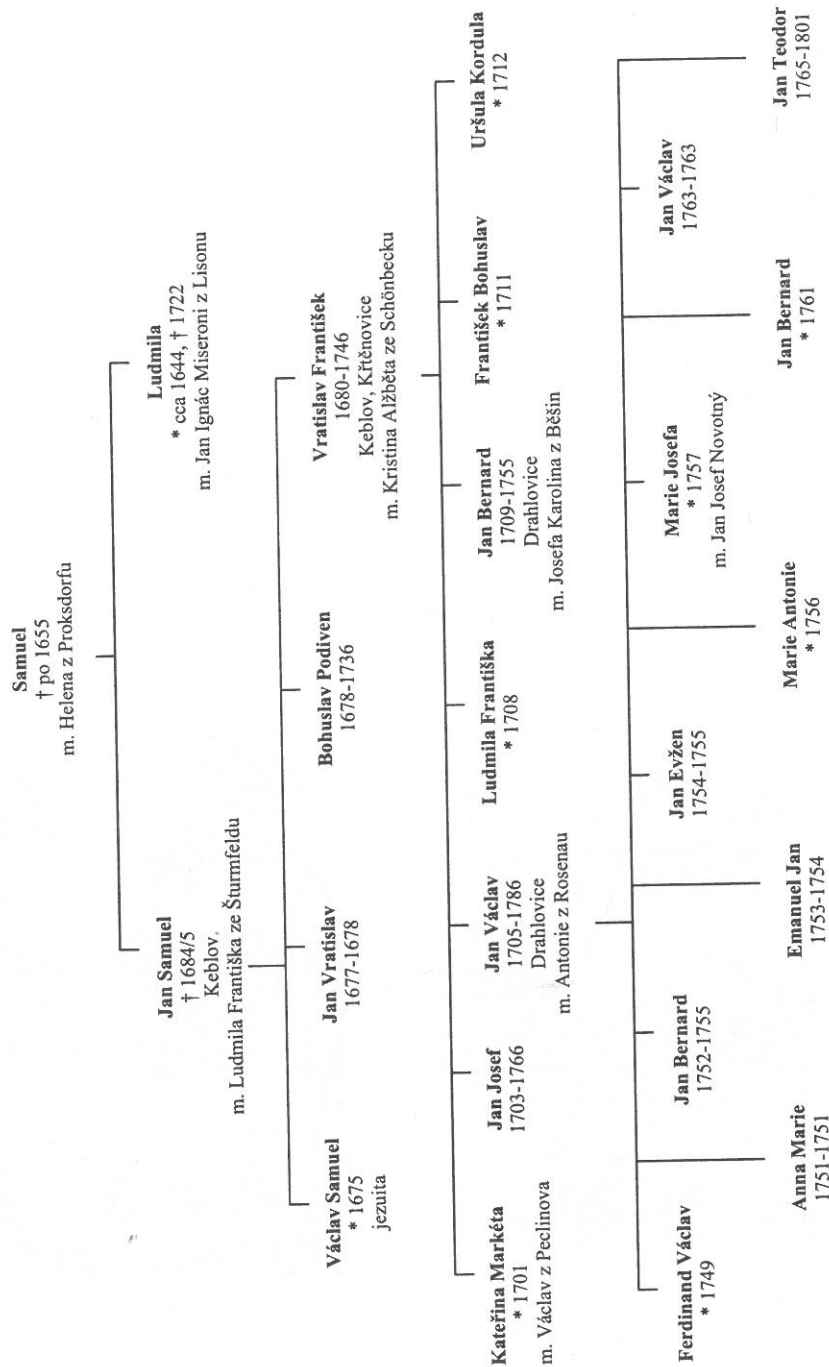 Samuel
† po 1655
m. Helena z Proksdorfu
Jan Samuel
† 1684/5
Keblov,
m. Ludmila Františka ze Šturmfeldu
Ludmila
* cca 1644, † 1722
m. Jan Ignác Miseroni z Lisonu
Václav Samuel
* 1675
jezuita
Jan Vratislav
1677-1678
Bohuslav Podiven
1678-1736
Vratislav František
1680-1746
Keblov, Křtěnovice
m. Kristina Alžběta ze Schönbecku
Kateřina Markéta
* 1701
m. Václav z Peclinova
Jan Josef
1703-1766
Jan Václav
1705-1786
Drahlovice
m. Antonie z Rosenau
Ludmila Františka
* 1708
Jan Bernard
1709-1755
Drahlovice
m. Josefa Karolina z Běšin
František Bohuslav
* 1711
Uršula Kordula
* 1712
Ferdinand Václav
* 1749
Anna Marie
1751-1751
Jan Bernard
1752-1755
Emanuel Jan
1753-1754
Jan Evžen
1754-1755
Marie Antonie
* 1756
Marie Josefa
* 1757
m. Jan Josef Novotný
Jan Bernard
* 1761
Jan Václav
1763-1763
Jan Teodor
1765-1801